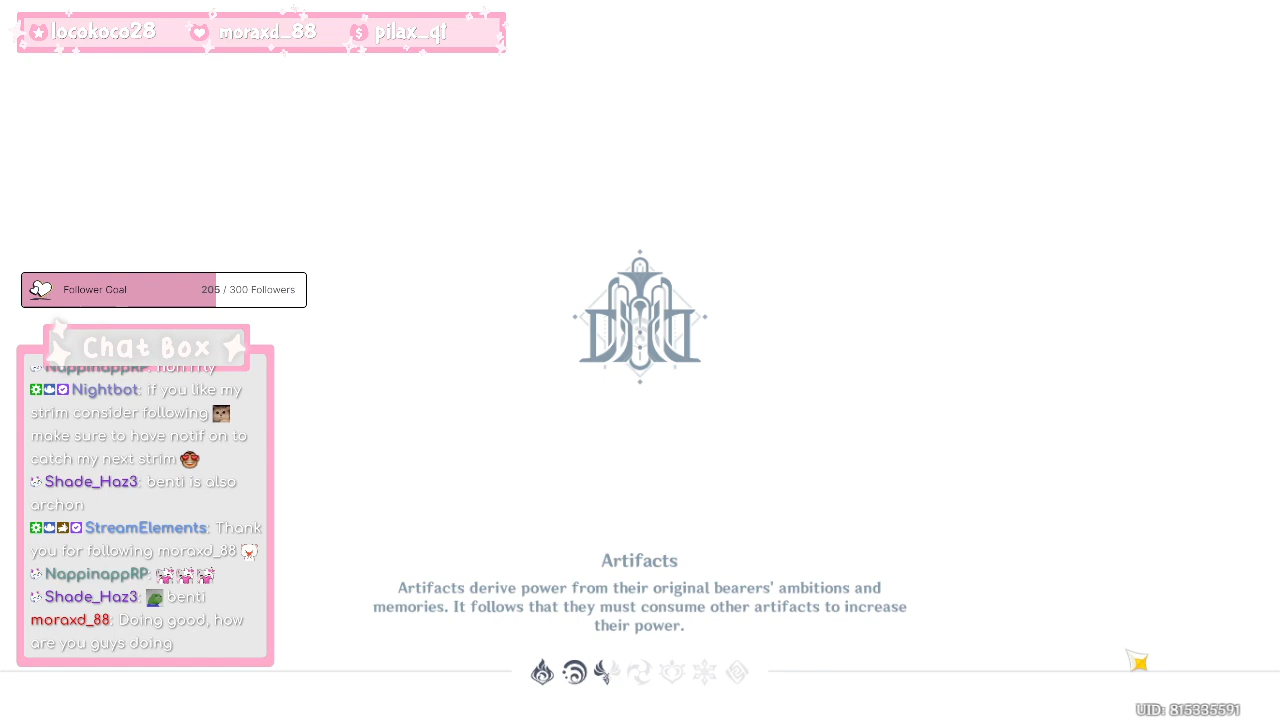 locokoco28 moraxd_88 pilax_qt
Follower Goal 205 / 300 Followers
Chat Box
NappinappRP: non mly
Nightbot: if you like my
strim consider following
make sure to have notif on to
catch my next strim
Shade_Haz3: benti is also
archon
StreamElements: Thank
you for following moraxd_88
NappinappRP:
Shade_Haz3: benti
moraxd_88: Doing good, how
are you guys doing
Artifacts
Artifacts derive power from their original bearers' ambitions and
memories. It follows that they must consume other artifacts to increase
their power.
UID: 815335591